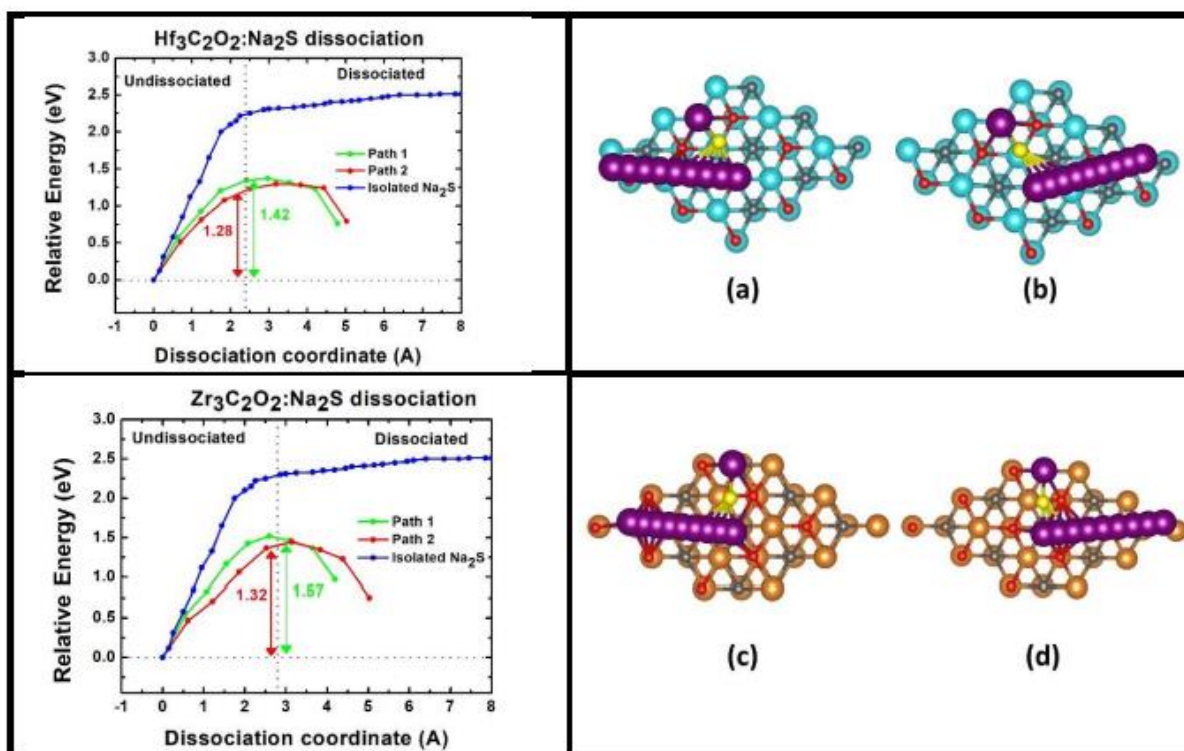 Hf₃C₂O₂:Na₂S dissociation
Undissociated
Dissociated
Relative Energy (eV)
3.0
2.5
2.0
1.5
1.0
0.5
0.0
Path 1
Path 2
Isolated Na₂S
1.28
1.42
-1 0 1 2 3 4 5 6 7 8
Dissociation coordinate (A)
(a)
(b)
Zr₃C₂O₂:Na₂S dissociation
Undissociated
Dissociated
Relative Energy (eV)
3.0
2.5
2.0
1.5
1.0
0.5
0.0
Path 1
Path 2
Isolated Na₂S
1.32
1.57
-1 0 1 2 3 4 5 6 7 8
Dissociation coordinate (A)
(c)
(d)